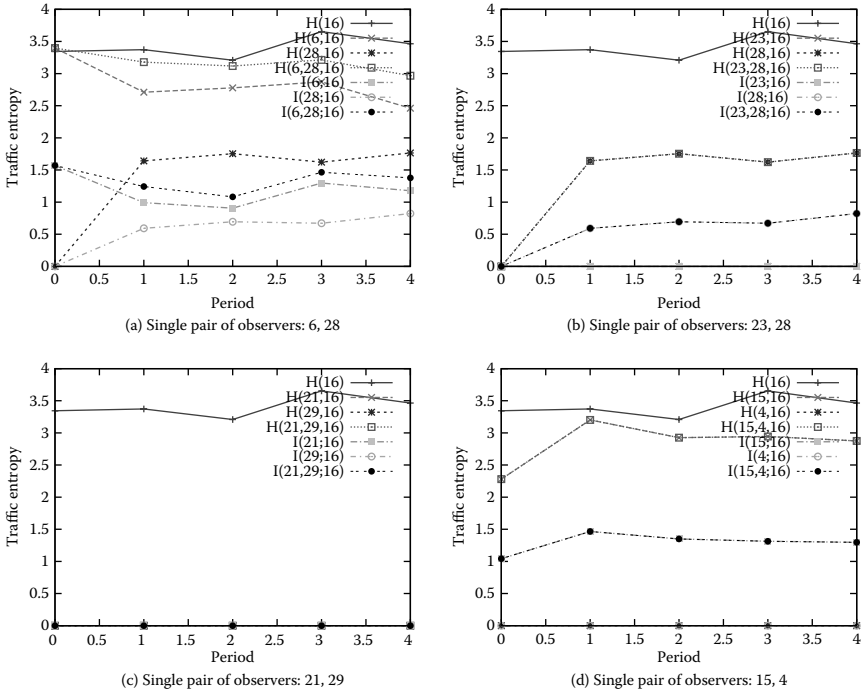 4
3.5
3
2.5
2
1.5
1
0.5
0
Traffic entropy
H(16)
H(6,16)
H(28,16)
H(6,28,16)
I(6;16)
I(28;16)
I(6,28;16)
0 0.5 1 1.5 2 2.5 3 3.5 4
Period
(a) Single pair of observers: 6, 28
4
3.5
3
2.5
2
1.5
1
0.5
0
Traffic entropy
H(16)
H(23,16)
H(28,16)
H(23,28,16)
I(23;16)
I(28;16)
I(23,28;16)
0 0.5 1 1.5 2 2.5 3 3.5 4
Period
(b) Single pair of observers: 23, 28
4
3.5
3
2.5
2
1.5
1
0.5
0
Traffic entropy
H(16)
H(21,16)
H(29,16)
H(21,29,16)
I(21;16)
I(29;16)
I(21,29;16)
0 0.5 1 1.5 2 2.5 3 3.5 4
Period
(c) Single pair of observers: 21, 29
4
3.5
3
2.5
2
1.5
1
0.5
0
Traffic entropy
H(16)
H(15,16)
H(4,16)
H(15,4,16)
I(15;16)
I(4;16)
I(15,4;16)
0 0.5 1 1.5 2 2.5 3 3.5 4
Period
(d) Single pair of observers: 15, 4